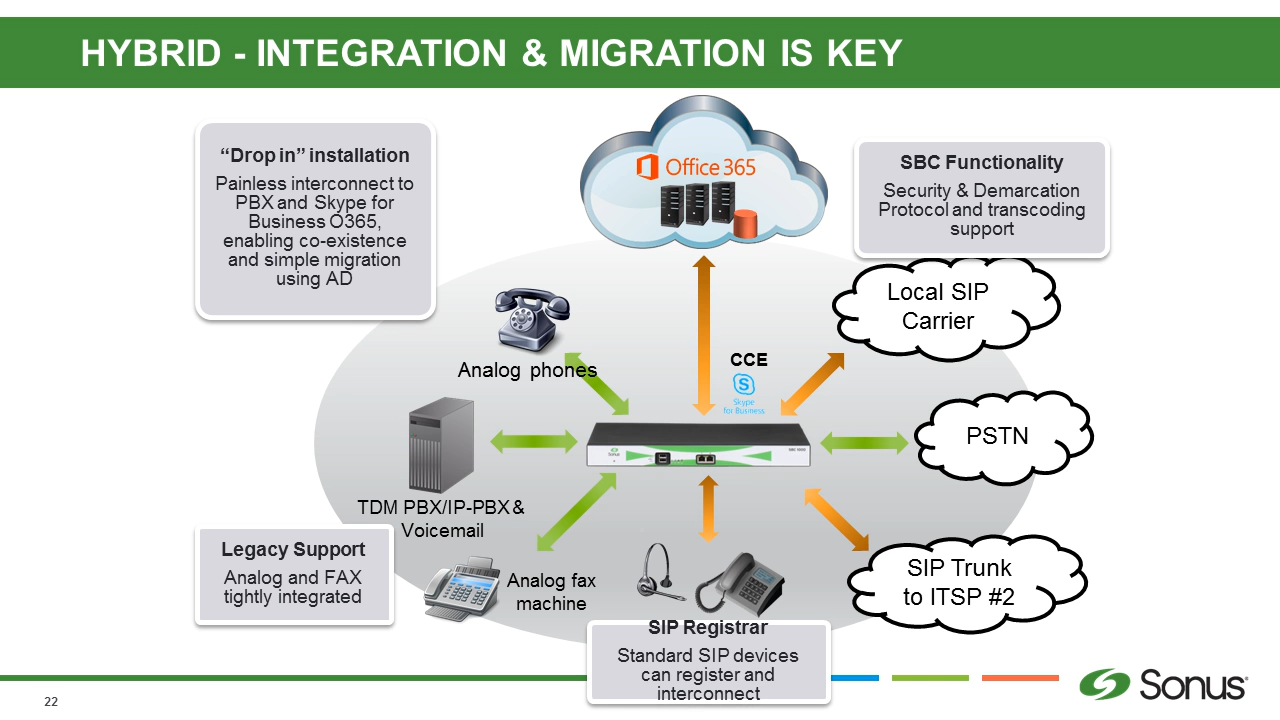 HYBRID - INTEGRATION & MIGRATION IS KEY
“Drop in” installation
Painless interconnect to
PBX and Skype for
Business O365,
enabling co-existence
and simple migration
using AD
Office 365
SBC Functionality
Security & Demarcation
Protocol and transcoding
support
Local SIP
Carrier
Analog phones
CCE
Skype
for Business
PSTN
Sonus
SBC 1000
TDM PBX/IP-PBX &
Voicemail
Legacy Support
Analog and FAX
tightly integrated
Analog fax
machine
SIP Trunk
to ITSP #2
SIP Registrar
Standard SIP devices
can register and
interconnect
22
Sonus